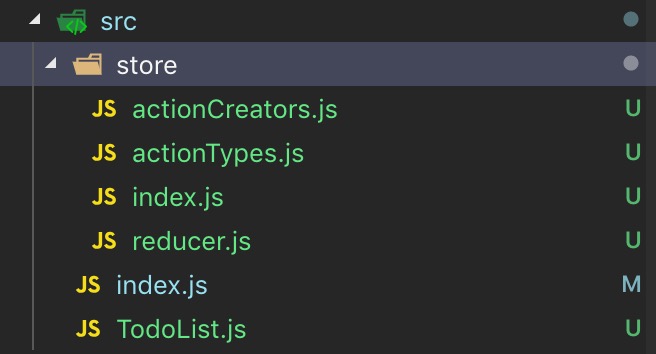 src
store
JS actionCreators.js U
JS actionTypes.js U
JS index.js U
JS reducer.js U
JS index.js M
JS TodoList.js U